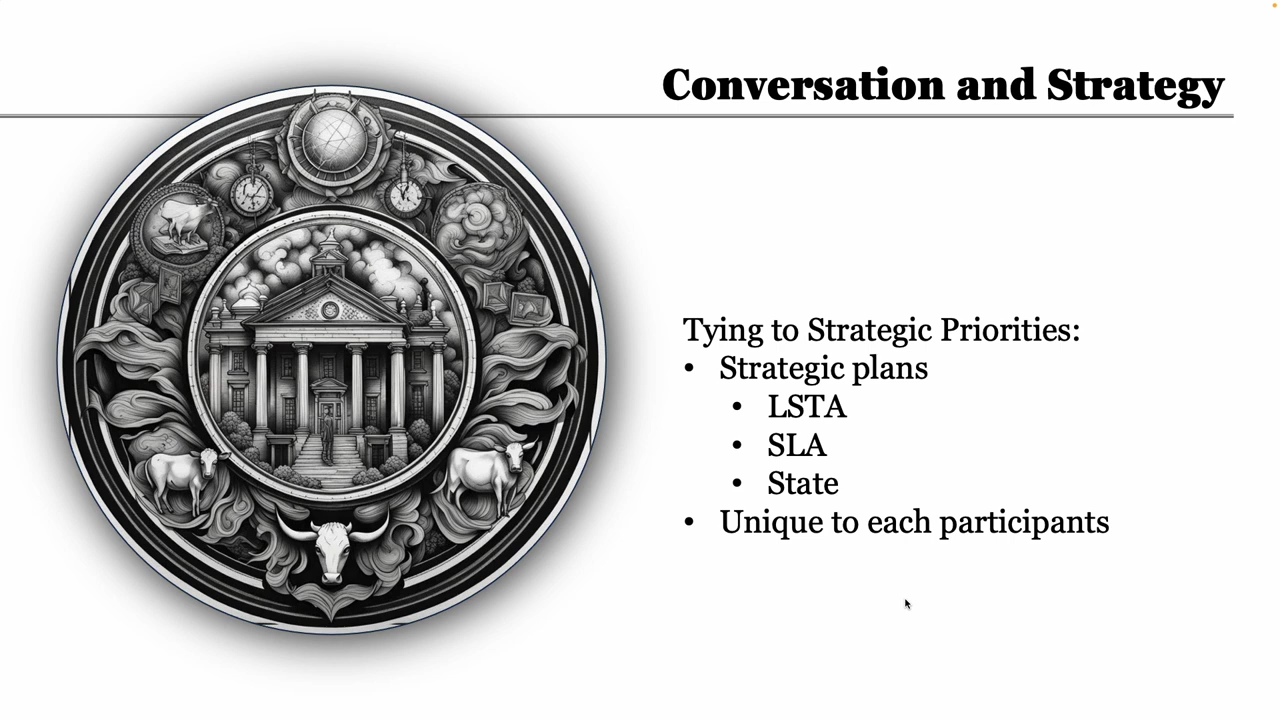 Conversation and Strategy
Tying to Strategic Priorities:
• Strategic plans
• LSTA
• SLA
• State
• Unique to each participants